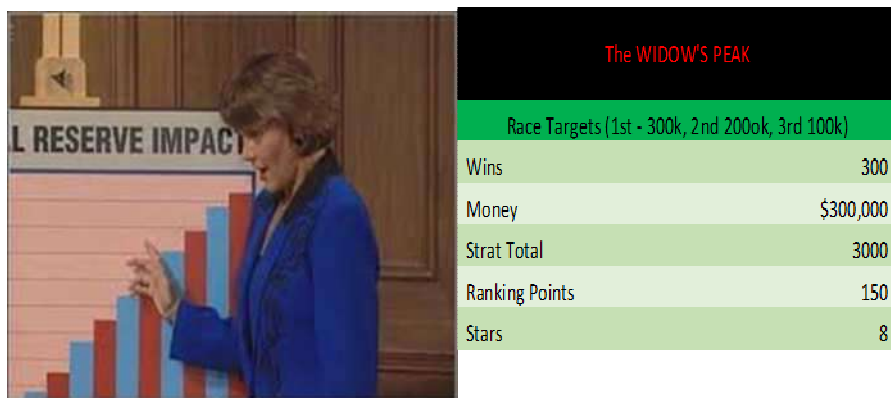 L RESERVE IMPAC
The WIDOW'S PEAK
Race Targets (1st - 300k, 2nd 200ok, 3rd 100k)
Wins 300
Money $300,000
Strat Total 3000
Ranking Points 150
Stars 8